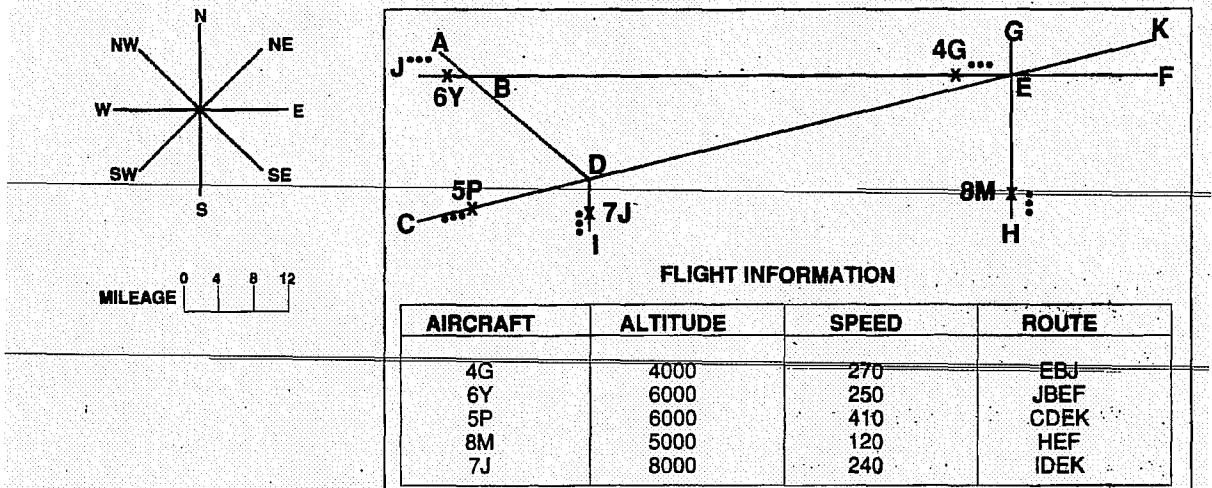 N
NW NE
W E
SW SE
S
0 4 8 12
MILEAGE
A G K
J 4G
B E F
6Y
D
5P 8M
C 7J
I H
FLIGHT INFORMATION
AIRCRAFT ALTITUDE SPEED ROUTE
4G 4000 270 EBJ
6Y 6000 250 JBEF
5P 6000 410 CDEK
8M 5000 120 HEF
7J 8000 240 IDEK